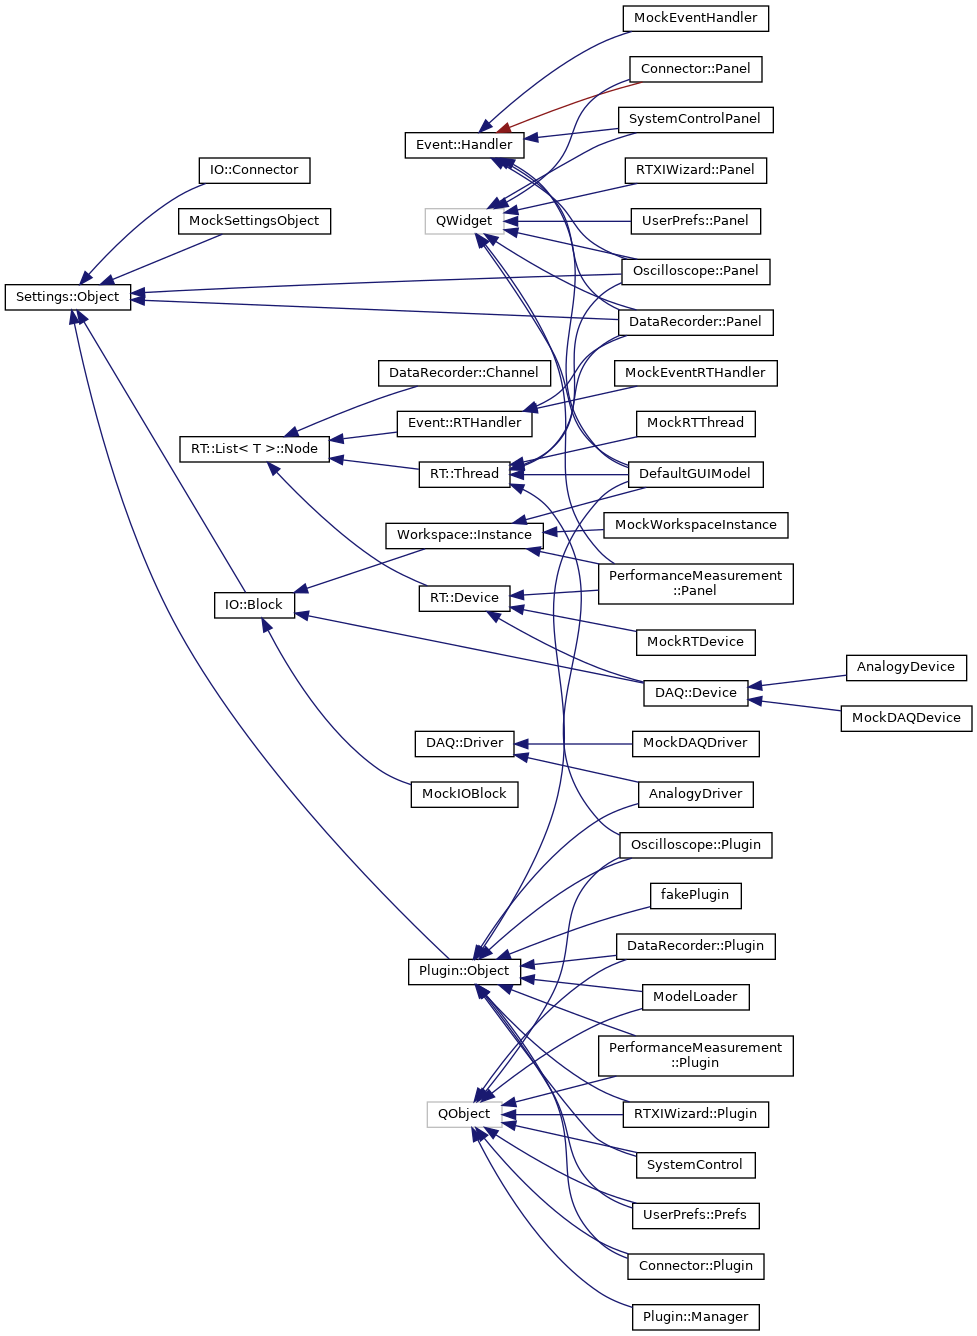 MockEventHandler
Connector::Panel
SystemControlPanel
Event::Handler
IO::Connector
RTXIWizard::Panel
MockSettingsObject
QWidget
UserPrefs::Panel
Oscilloscope::Panel
Settings::Object
DataRecorder::Panel
DataRecorder::Channel
MockEventRTHandler
Event::RTHandler
MockRTThread
RT::List< T >::Node
RT::Thread
DefaultGUIModel
MockWorkspaceInstance
Workspace::Instance
PerformanceMeasurement
::Panel
IO::Block
RT::Device
MockRTDevice
AnalogyDevice
DAQ::Device
MockDAQDevice
DAQ::Driver
MockDAQDriver
MockIOBlock
AnalogyDriver
Oscilloscope::Plugin
fakePlugin
DataRecorder::Plugin
Plugin::Object
ModelLoader
PerformanceMeasurement
::Plugin
QObject
RTXIWizard::Plugin
SystemControl
UserPrefs::Prefs
Connector::Plugin
Plugin::Manager